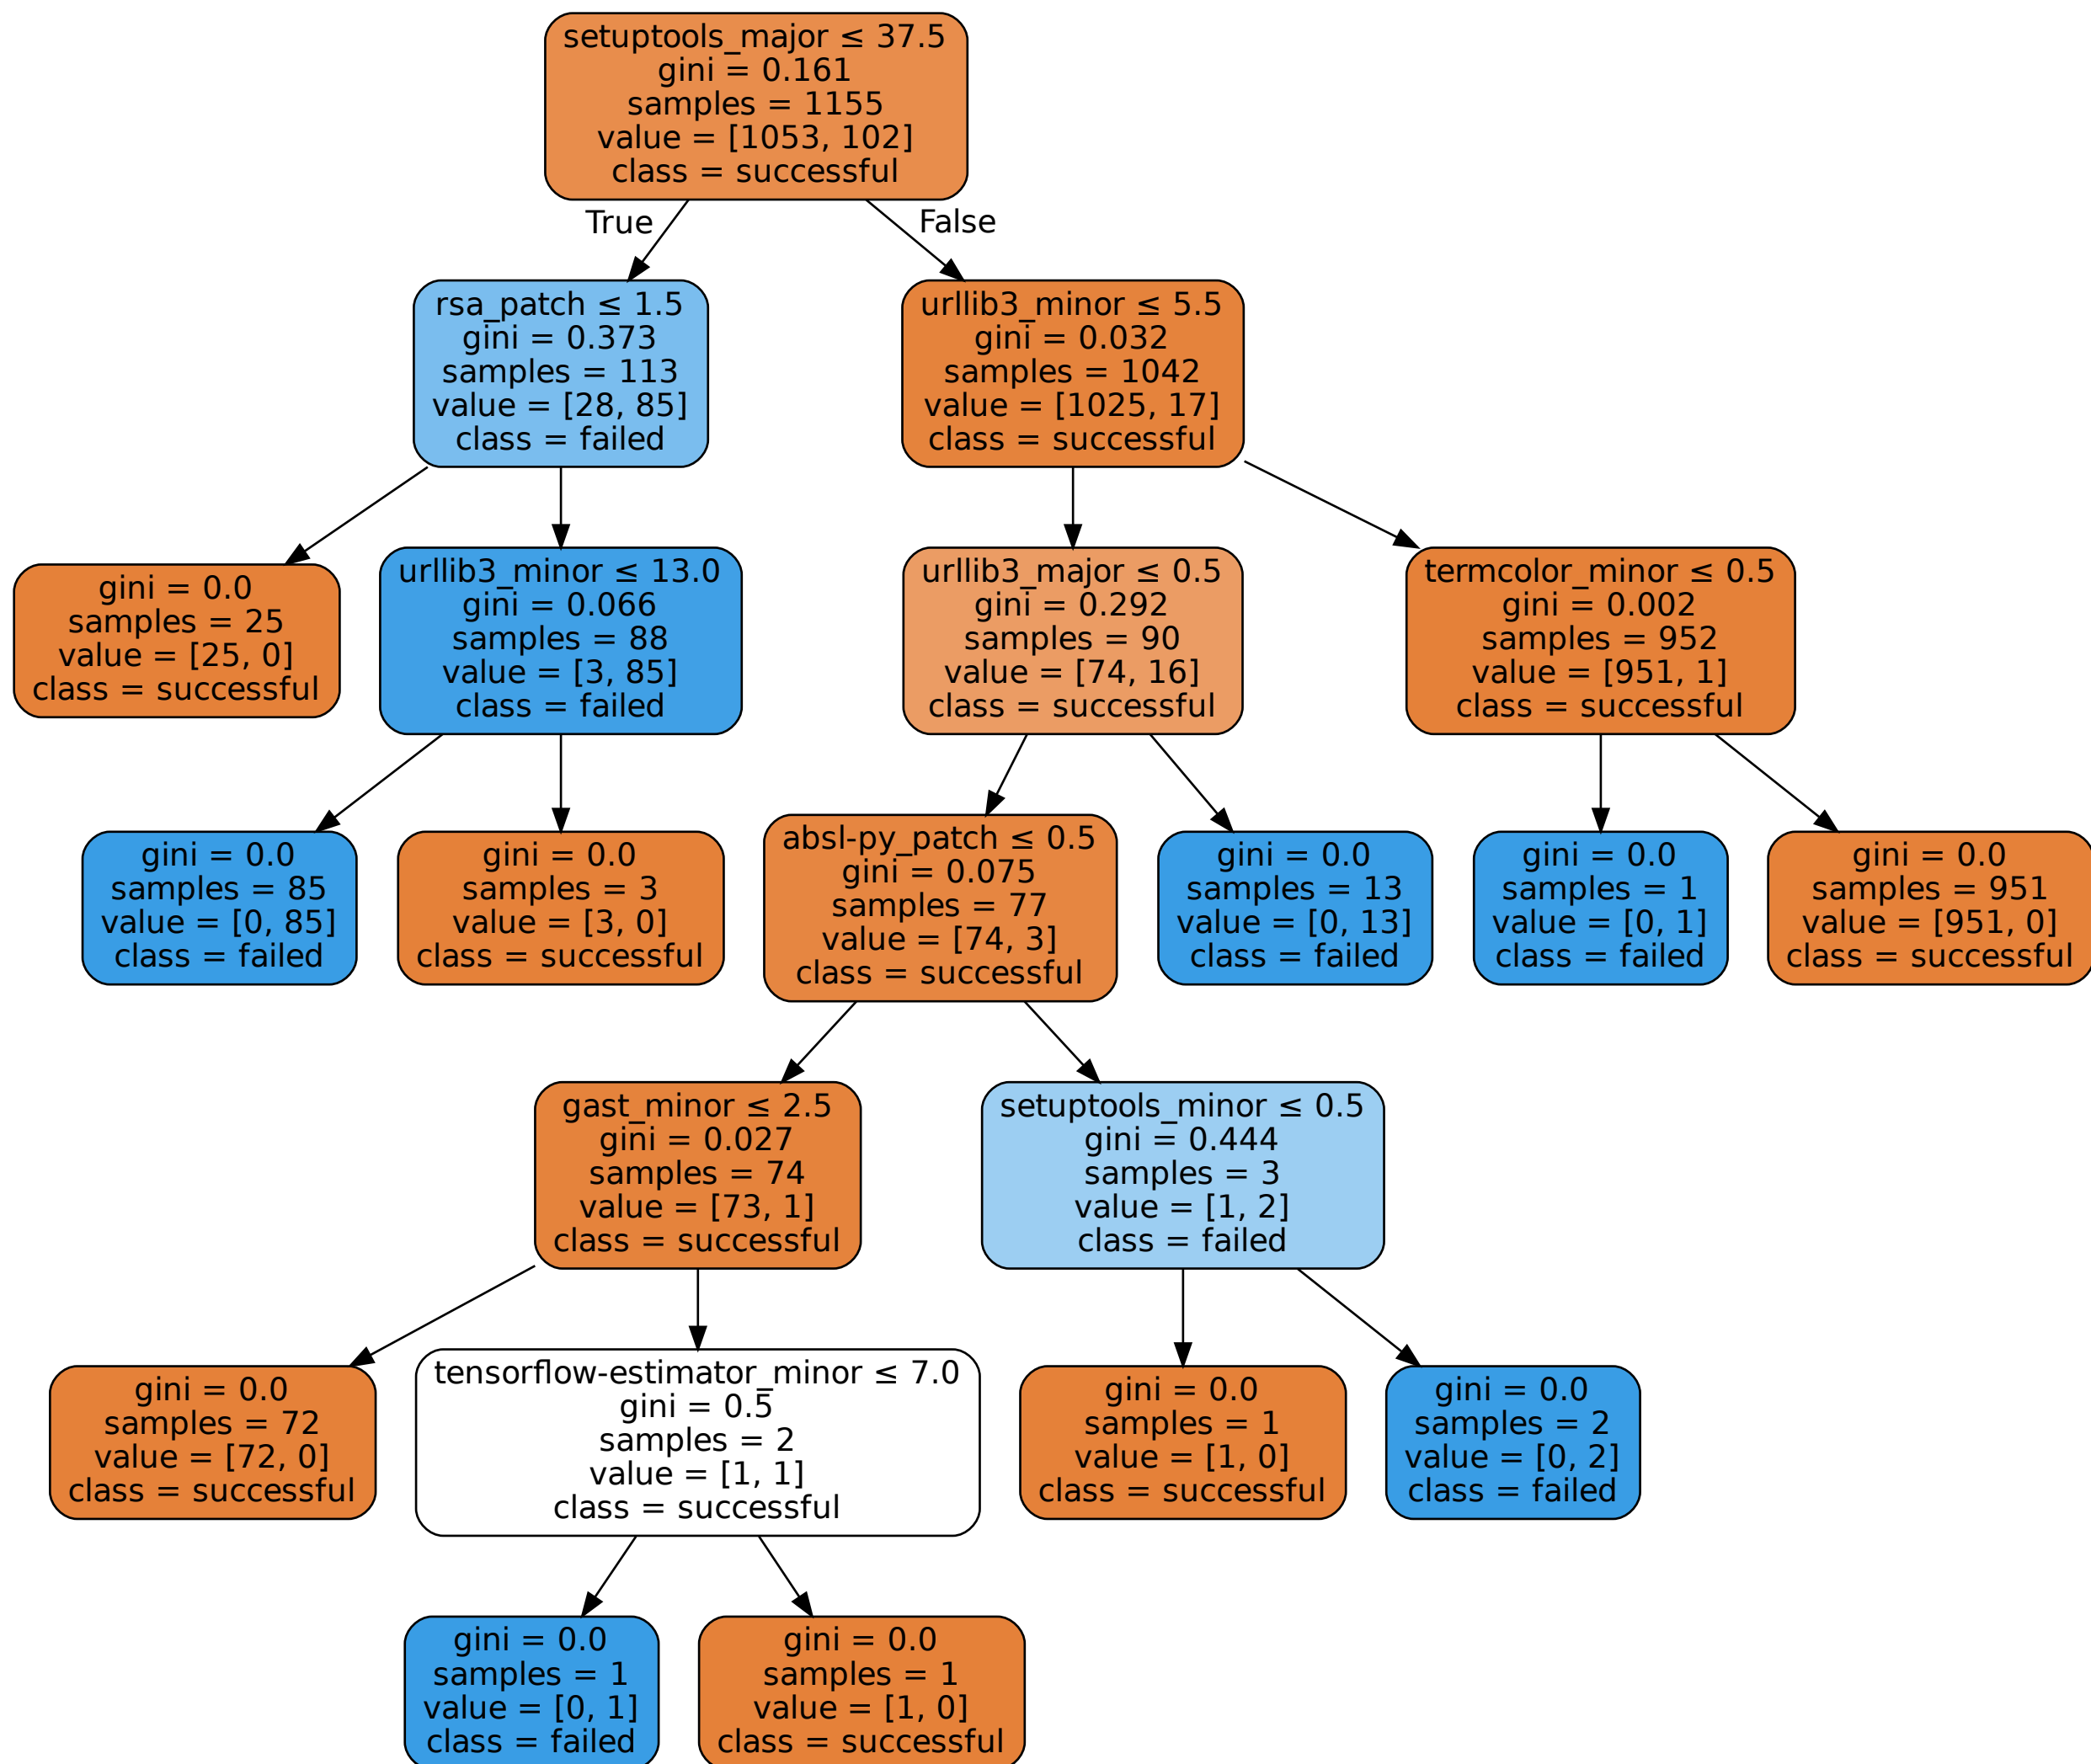 setuptools_major ≤ 37.5
gini = 0.161
samples = 1155
value = [1053, 102]
class = successful
True
False
rsa_patch ≤ 1.5
gini = 0.373
samples = 113
value = [28, 85]
class = failed
urllib3_minor ≤ 5.5
gini = 0.032
samples = 1042
value = [1025, 17]
class = successful
gini = 0.0
samples = 25
value = [25, 0]
class = successful
urllib3_minor ≤ 13.0
gini = 0.066
samples = 88
value = [3, 85]
class = failed
urllib3_major ≤ 0.5
gini = 0.292
samples = 90
value = [74, 16]
class = successful
termcolor_minor ≤ 0.5
gini = 0.002
samples = 952
value = [951, 1]
class = successful
gini = 0.0
samples = 85
value = [0, 85]
class = failed
gini = 0.0
samples = 3
value = [3, 0]
class = successful
absl-py_patch ≤ 0.5
gini = 0.075
samples = 77
value = [74, 3]
class = successful
gini = 0.0
samples = 13
value = [0, 13]
class = failed
gini = 0.0
samples = 1
value = [0, 1]
class = failed
gini = 0.0
samples = 951
value = [951, 0]
class = successful
gast_minor ≤ 2.5
gini = 0.027
samples = 74
value = [73, 1]
class = successful
setuptools_minor ≤ 0.5
gini = 0.444
samples = 3
value = [1, 2]
class = failed
gini = 0.0
samples = 72
value = [72, 0]
class = successful
tensorflow-estimator_minor ≤ 7.0
gini = 0.5
samples = 2
value = [1, 1]
class = successful
gini = 0.0
samples = 1
value = [1, 0]
class = successful
gini = 0.0
samples = 2
value = [0, 2]
class = failed
gini = 0.0
samples = 1
value = [0, 1]
class = failed
gini = 0.0
samples = 1
value = [1, 0]
class = successful